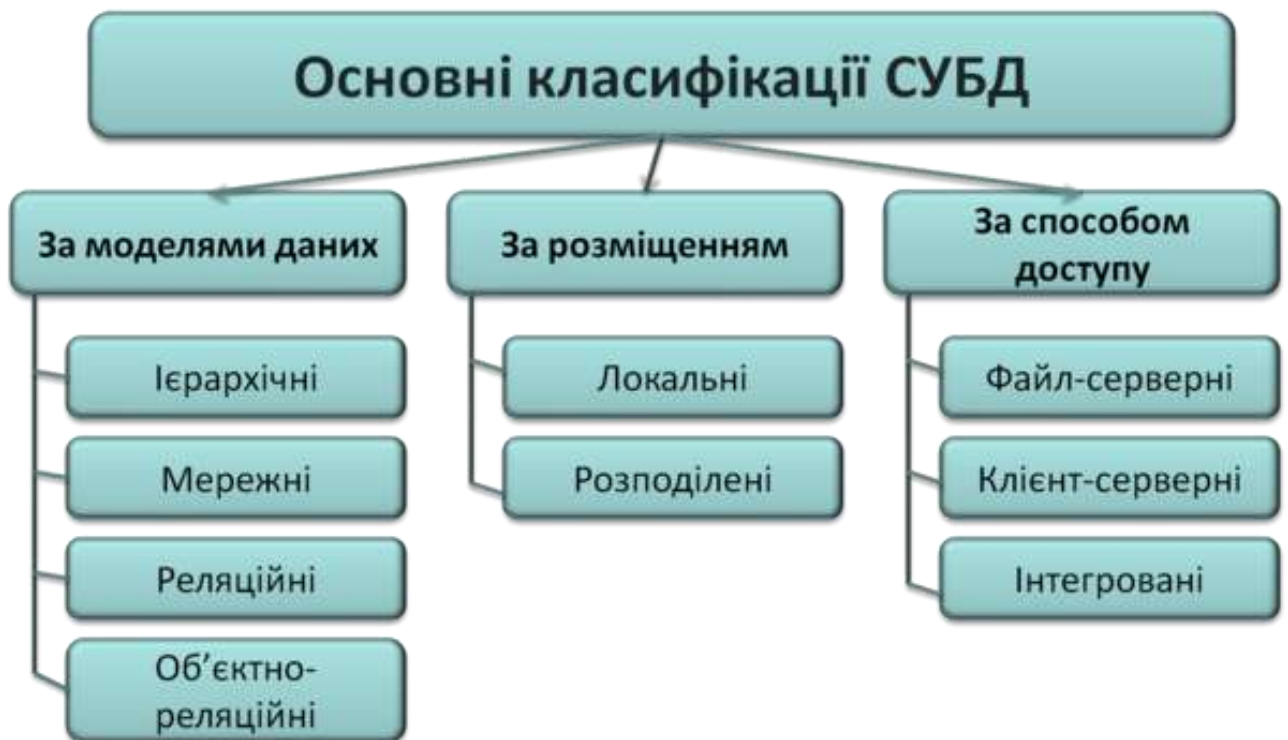 Основні класифікації СУБД
За моделями даних
Ієрархічні
Мережні
Реляційні
Об’єктно-
реляційні
За розміщенням
Локальні
Розподілені
За способом
доступу
Файл-серверні
Клієнт-серверні
Інтегровані